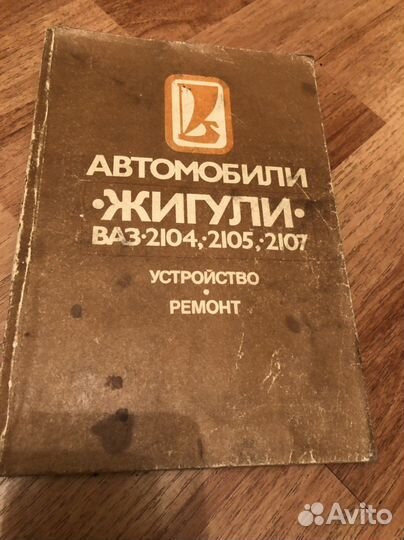 АВТОМОБИЛИ
·ЖИГУЛИ·
ВАЗ·2104,·2105,·2107
УСТРОЙСТВО
·
РЕМОНТ
Avito